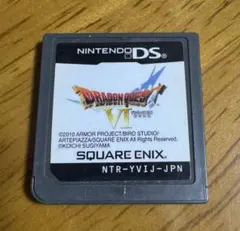 NINTENDO DS
DRAGON QUEST
VI
©2010 ARMOR PROJECT/BIRD STUDIO/
ARTEPIAZZA/SQUARE ENIX All Rights Reserved.
©KOICHI SUGIYAMA
SQUARE ENIX
NTR-YVIJ-JPN